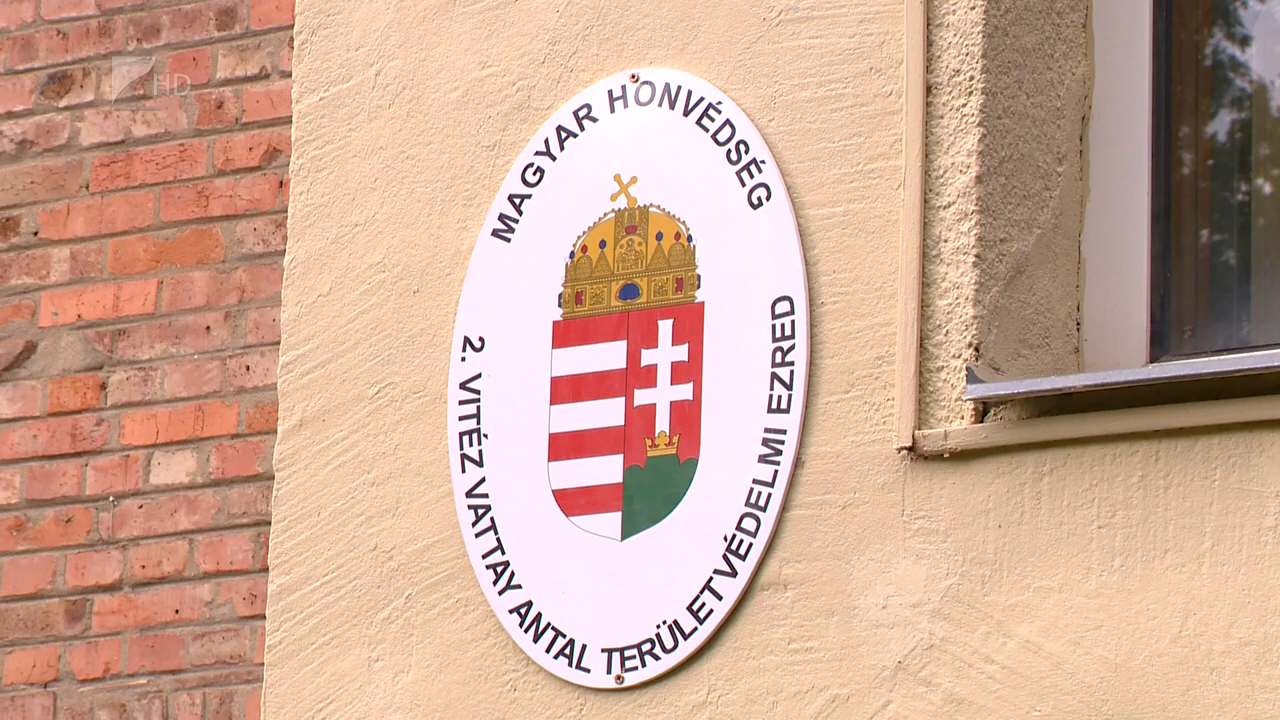 HD
MAGYAR HONVÉDSÉG
2. VITÉZ VATTAY ANTAL TERÜLETVÉDELMI EZRED